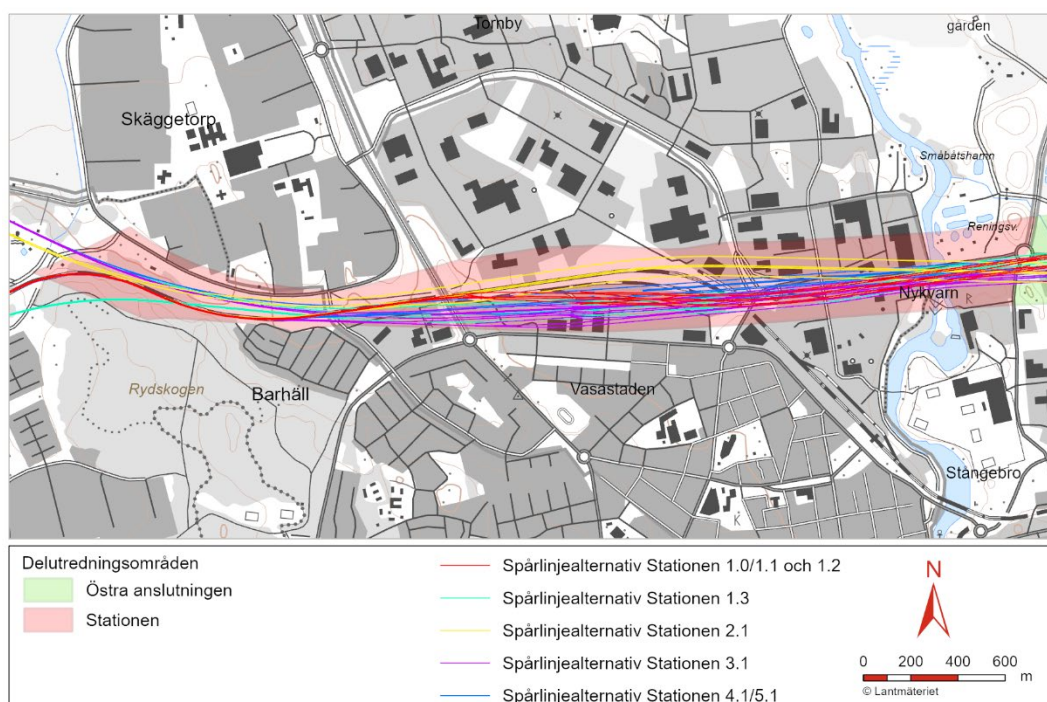 Tornby
gården
Skäggetorp
Småbåtshamn
Reningsv.
Nykvarn
R
Rydskogen
Barhäll
Vasastaden
Stångebro
K
Delutredningsområden
Östra anslutningen
Stationen
Spårlinjealternativ Stationen 1.0/1.1 och 1.2
Spårlinjealternativ Stationen 1.3
Spårlinjealternativ Stationen 2.1
Spårlinjealternativ Stationen 3.1
Spårlinjealternativ Stationen 4.1/5.1
N
0 200 400 600
m
© Lantmäteriet